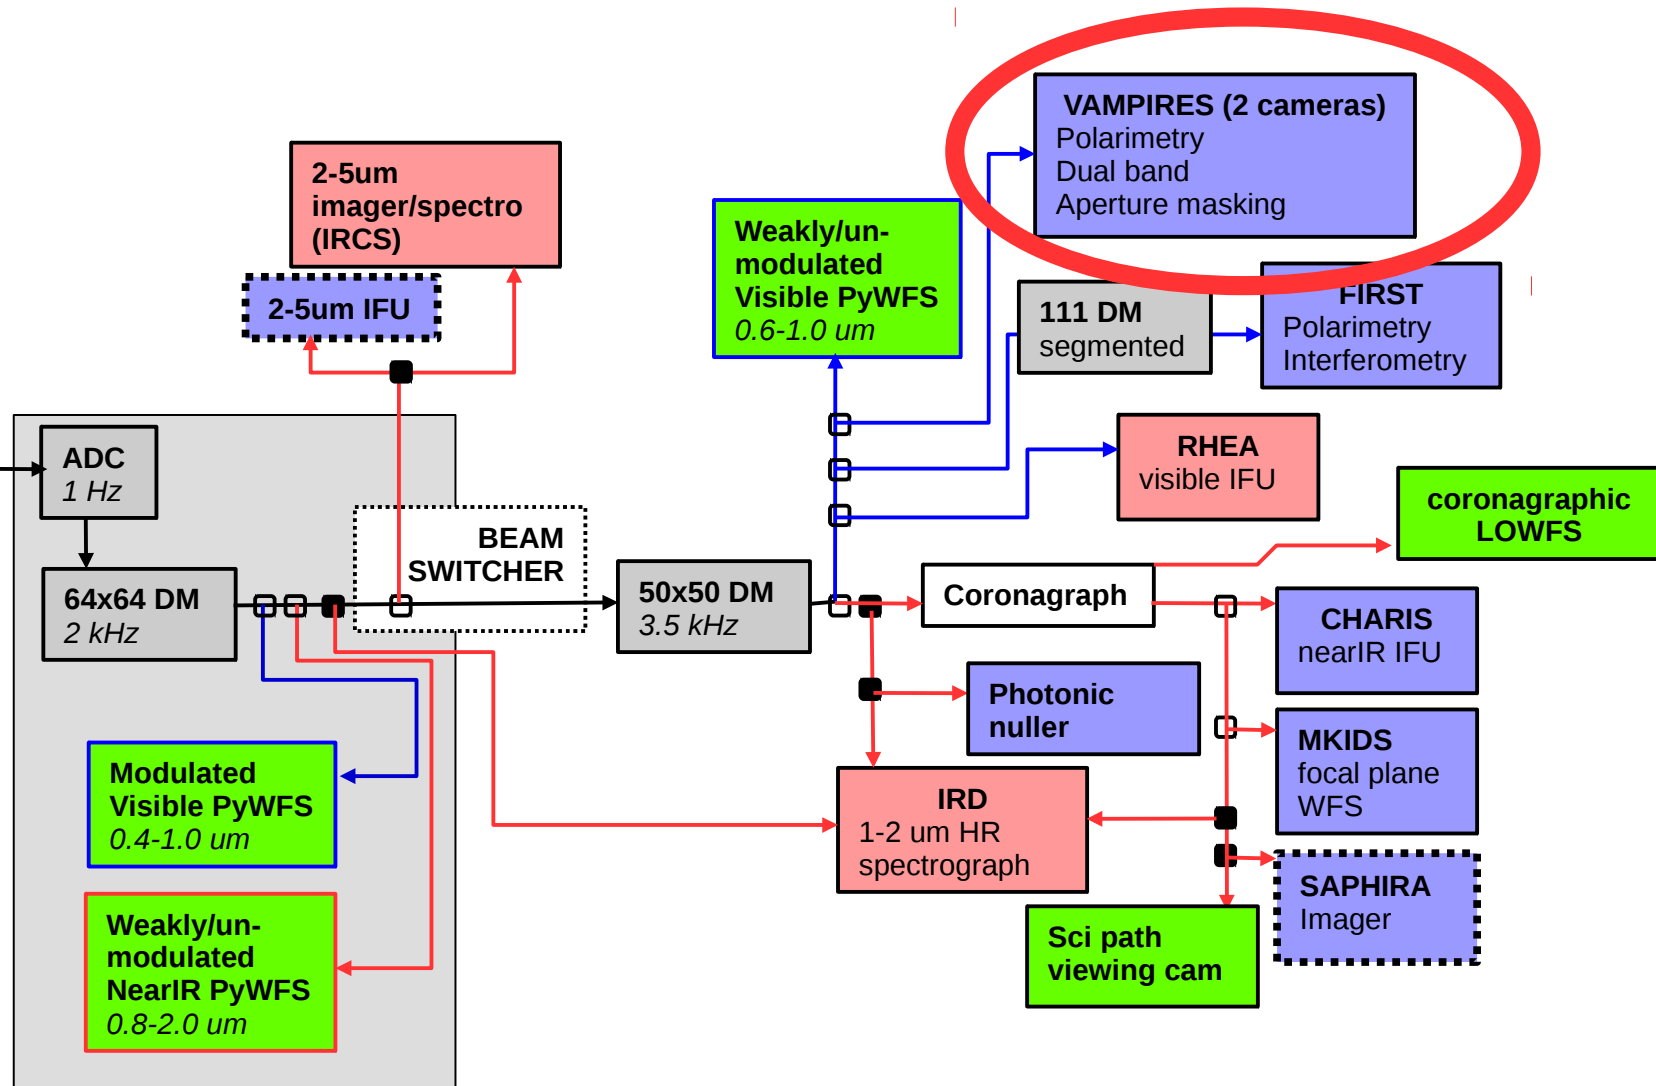 VAMPIRES (2 cameras)
Polarimetry
Dual band
Aperture masking
2-5um
imager/spectro
(IRCS)
2-5um IFU
Weakly/un-
modulated
Visible PyWFS
0.6-1.0 um
111 DM
segmented
FIRST
Polarimetry
Interferometry
RHEA
visible IFU
coronagraphic
LOWFS
ADC
1 Hz
64x64 DM
2 kHz
BEAM
SWITCHER
50x50 DM
3.5 kHz
Coronagraph
CHARIS
nearIR IFU
Photonic
nuller
MKIDS
focal plane
WFS
Modulated
Visible PyWFS
0.4-1.0 um
IRD
1-2 um HR
spectrograph
SAPHIRA
Imager
Weakly/un-
modulated
NearIR PyWFS
0.8-2.0 um
Sci path
viewing cam